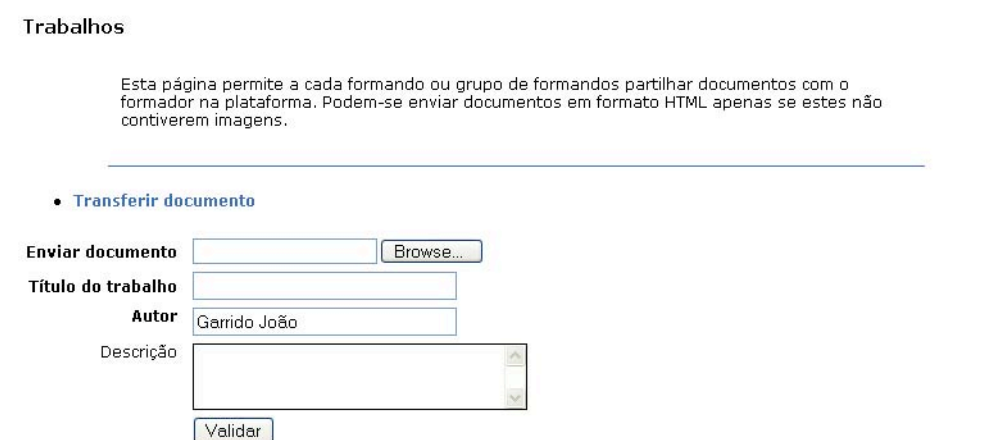 Trabalhos
Esta página permite a cada formando ou grupo de formandos partilhar documentos com o
formador na plataforma. Podem-se enviar documentos em formato HTML apenas se estes não
contiverem imagens.
Transferir documento
Enviar documento Browse...
Título do trabalho
Autor Garrido João
Descrição
Validar